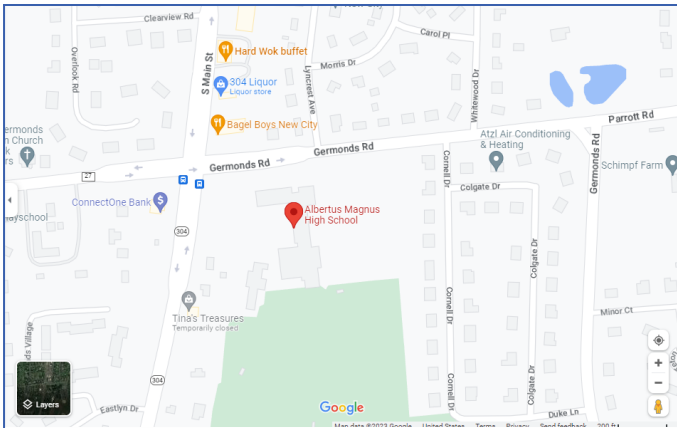 Clearview Rd
Overlook Rd
S Main St
Hard Wok buffet
Carol Pl
Morris Dr
304 Liquor
Liquor store
Lyncrest Ave
Whitewood Dr
Bagel Boys New City
Parrott Rd
Atzl Air Conditioning
& Heating
Germonds Rd
Germonds Rd
Germonds Rd
Church
27
Schimpf Farm
Cornell Dr
Colgate Dr
ConnectOne Bank
Albertus Magnus
High School
304
Colgate Dr
Cornell Dr
Tina's Treasures
Temporarily closed
Minor Ct
304
Cornell Dr
Colgate Dr
Layers
Eastlyn Dr
Google
Duke Ln
Map data ©2023 Google United States Terms Privacy Send feedback 200 ft